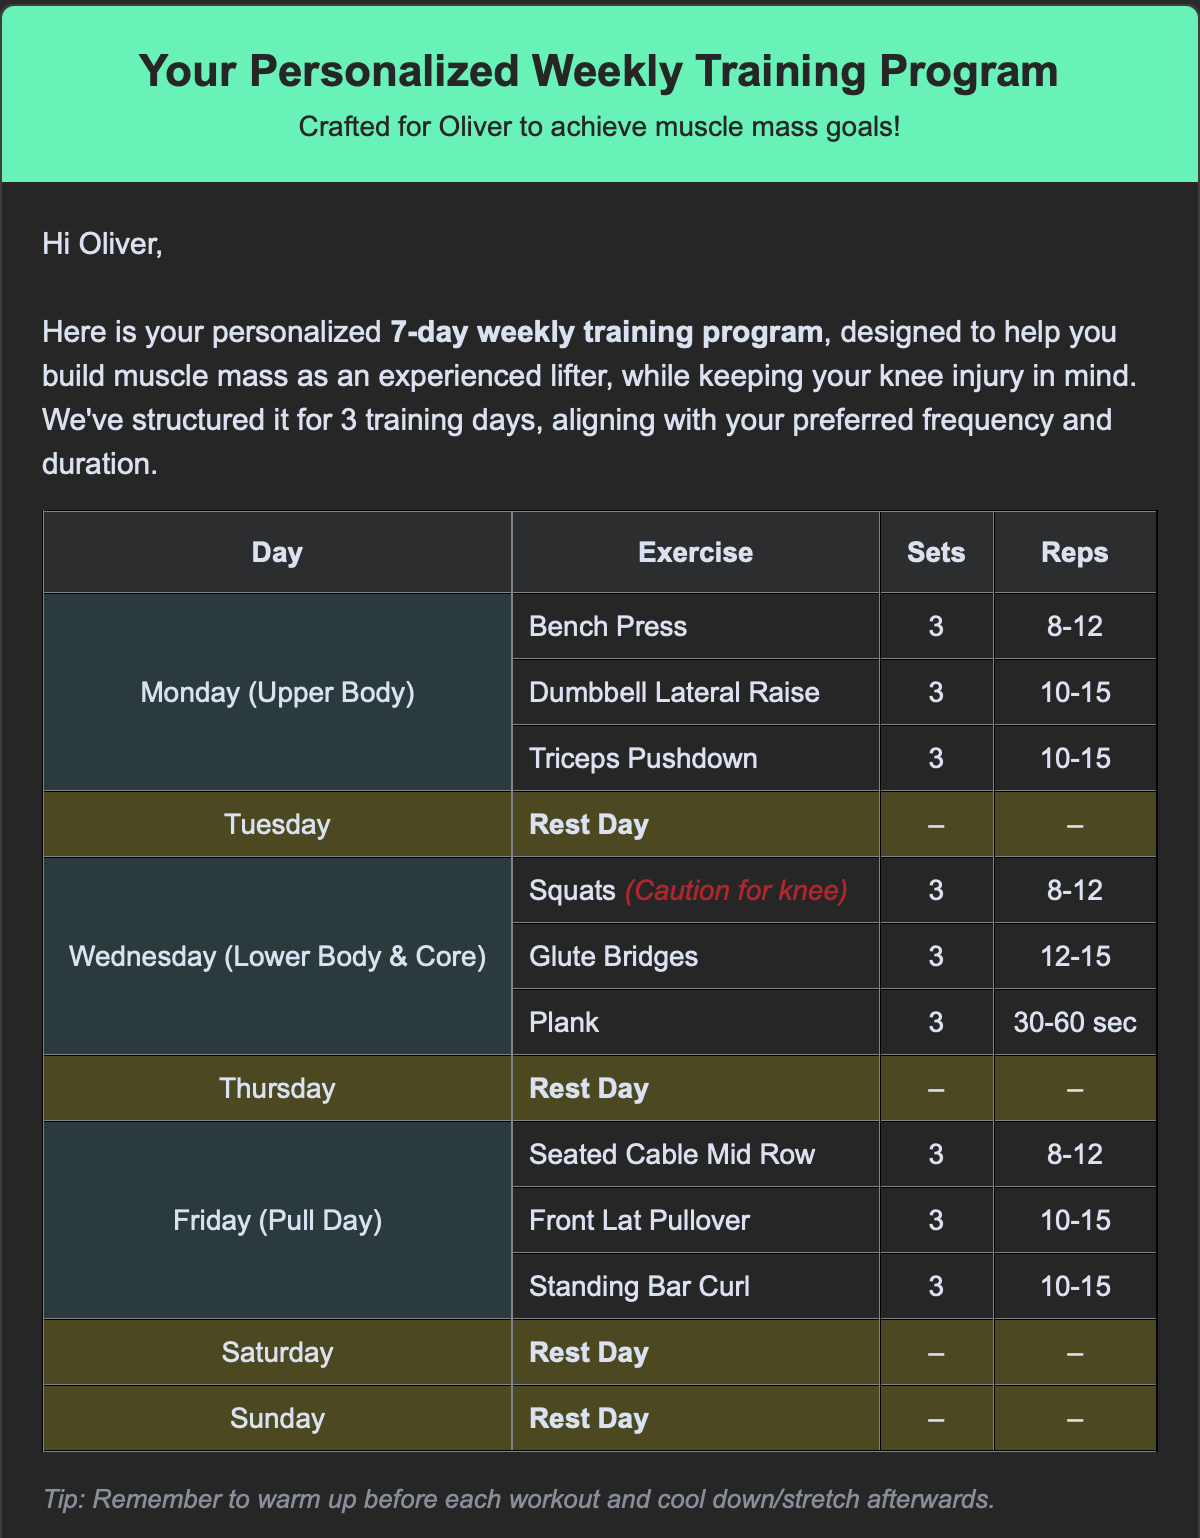 Your Personalized Weekly Training Program
Crafted for Oliver to achieve muscle mass goals!
Hi Oliver,
Here is your personalized 7-day weekly training program, designed to help you
build muscle mass as an experienced lifter, while keeping your knee injury in mind.
We've structured it for 3 training days, aligning with your preferred frequency and
duration.
Day Exercise Sets Reps
Monday (Upper Body)
Bench Press 3 8-12
Dumbbell Lateral Raise 3 10-15
Triceps Pushdown 3 10-15
Tuesday Rest Day – –
Wednesday (Lower Body & Core)
Squats (Caution for knee) 3 8-12
Glute Bridges 3 12-15
Plank 3 30-60 sec
Thursday Rest Day – –
Friday (Pull Day)
Seated Cable Mid Row 3 8-12
Front Lat Pullover 3 10-15
Standing Bar Curl 3 10-15
Saturday Rest Day – –
Sunday Rest Day – –
Tip: Remember to warm up before each workout and cool down/stretch afterwards.